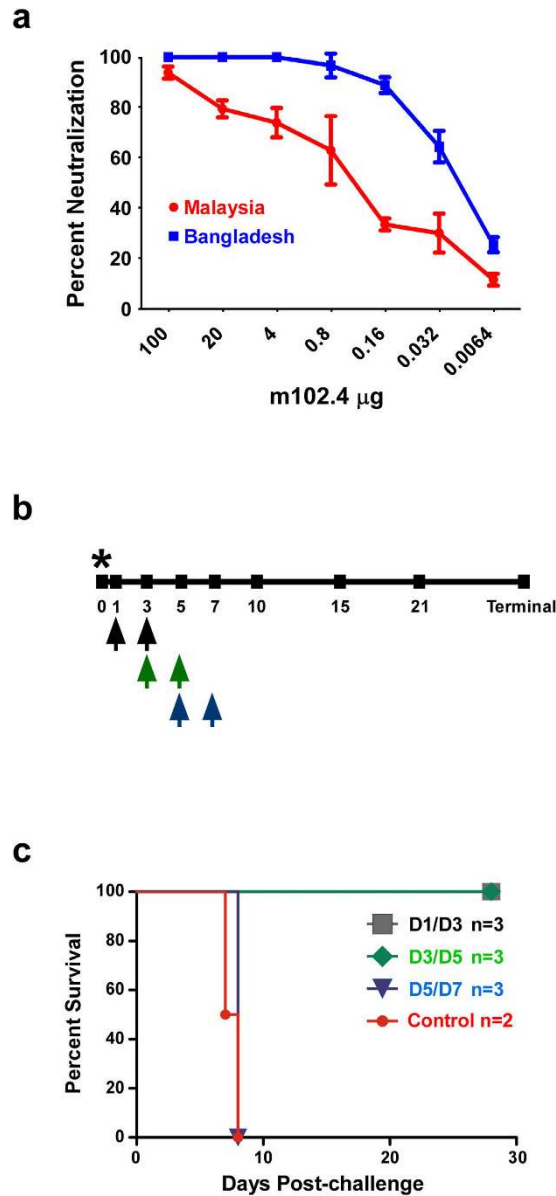 a
Percent Neutralization
100
80
60
40
20
0
Malaysia
Bangladesh
100 20 4 0.8 0.16 0.032 0.0064
m102.4 μg
b
*
0 1 3 5 7 10 15 21 Terminal
c
Percent Survival
100
80
60
40
20
0
D1/D3 n=3
D3/D5 n=3
D5/D7 n=3
Control n=2
0 10 20 30
Days Post-challenge